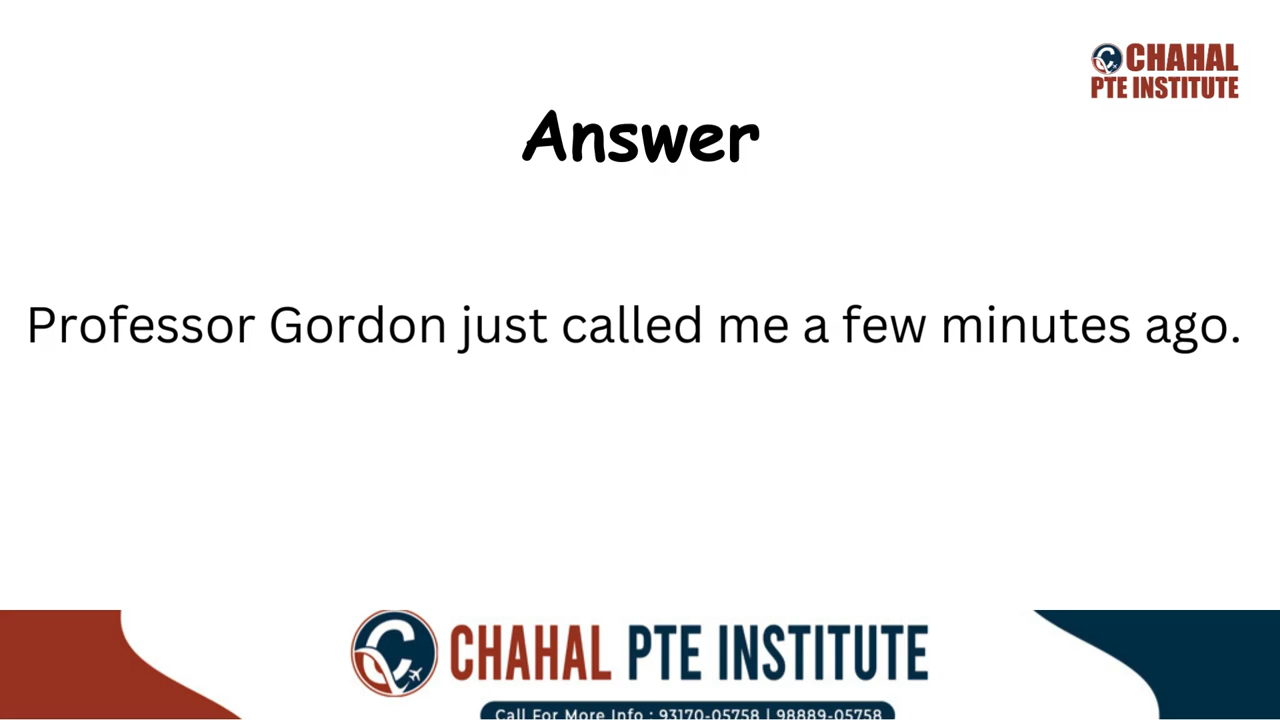 CHAHAL
PTE INSTITUTE
Answer
Professor Gordon just called me a few minutes ago.
CHAHAL PTE INSTITUTE
Call For More Info : 93170-05758 | 98889-05758